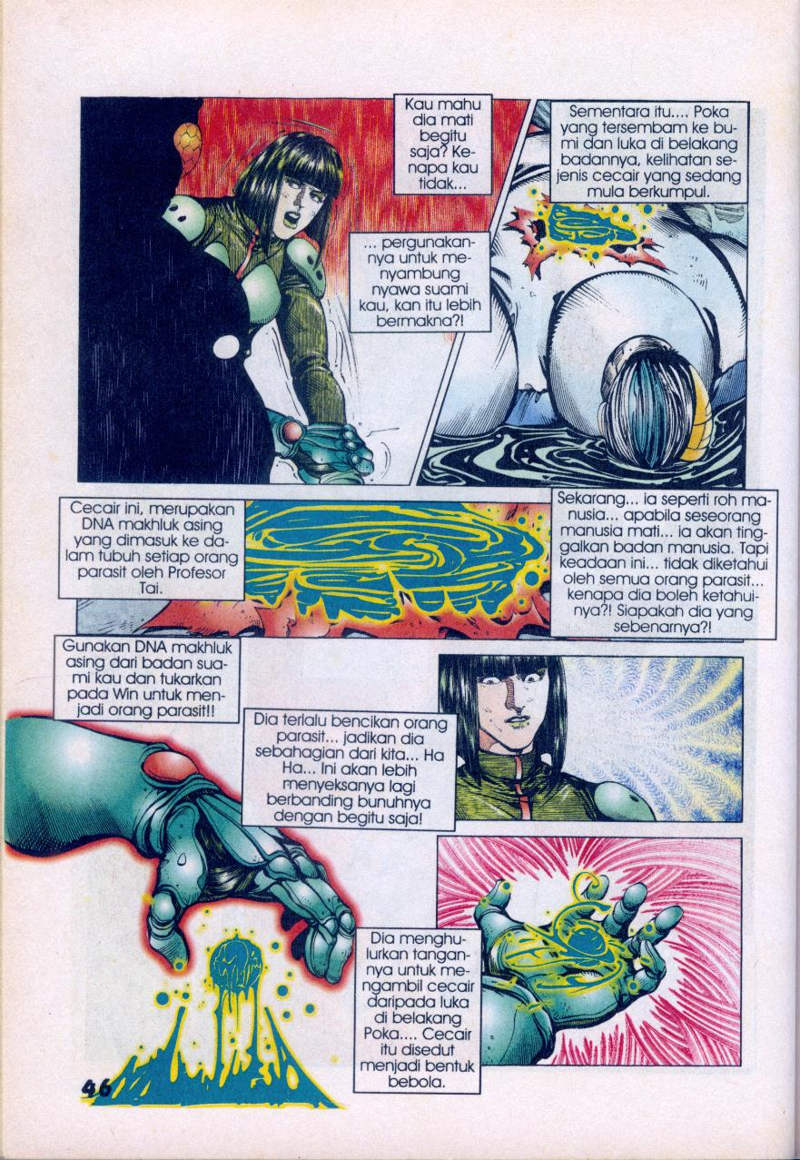 Kau mahu
dia mati
begitu
saja? Ke-
napa kau
tidak...
... pergunakan-
nya untuk me-
nyambung
nyawa suami
kau, kan itu lebih
bermakna?!
Sementara itu.... Poka
yang tersembam ke bu-
mi dan luka di belakang
badannya, kelihatan se-
jenis cecair yang sedang
mula berkumpul.
Cecair ini, merupakan
DNA makhluk asing
yang dimasuk ke da-
lam tubuh setiap orang
parasit oleh Profesor
Tai.
Sekarang... ia seperti roh ma-
nusia... apabila seseorang
manusia mati... ia akan ting-
galkan badan manusia. Tapi
keadaan ini... tidak diketahui
oleh semua orang parasit...
kenapa dia boleh ketahui-
nya?! Siapakah dia yang
sebenarnya?!
Gunakan DNA makhluk
asing dari badan sua-
mi kau dan tukarkan
pada Win untuk men-
jadi orang parasit!!
Dia terlalu bencikan orang
parasit... jadikan dia
sebahagian dari kita... Ha
Ha... Ini akan lebih
menyeksanya lagi
berbanding bunuhnya
dengan begitu saja!
Dia menghu-
lurkan tangan-
nya untuk me-
ngambil cecair
daripada luka
di belakang
Poka.... Cecair
itu disedut
menjadi bentuk
bebola.
46